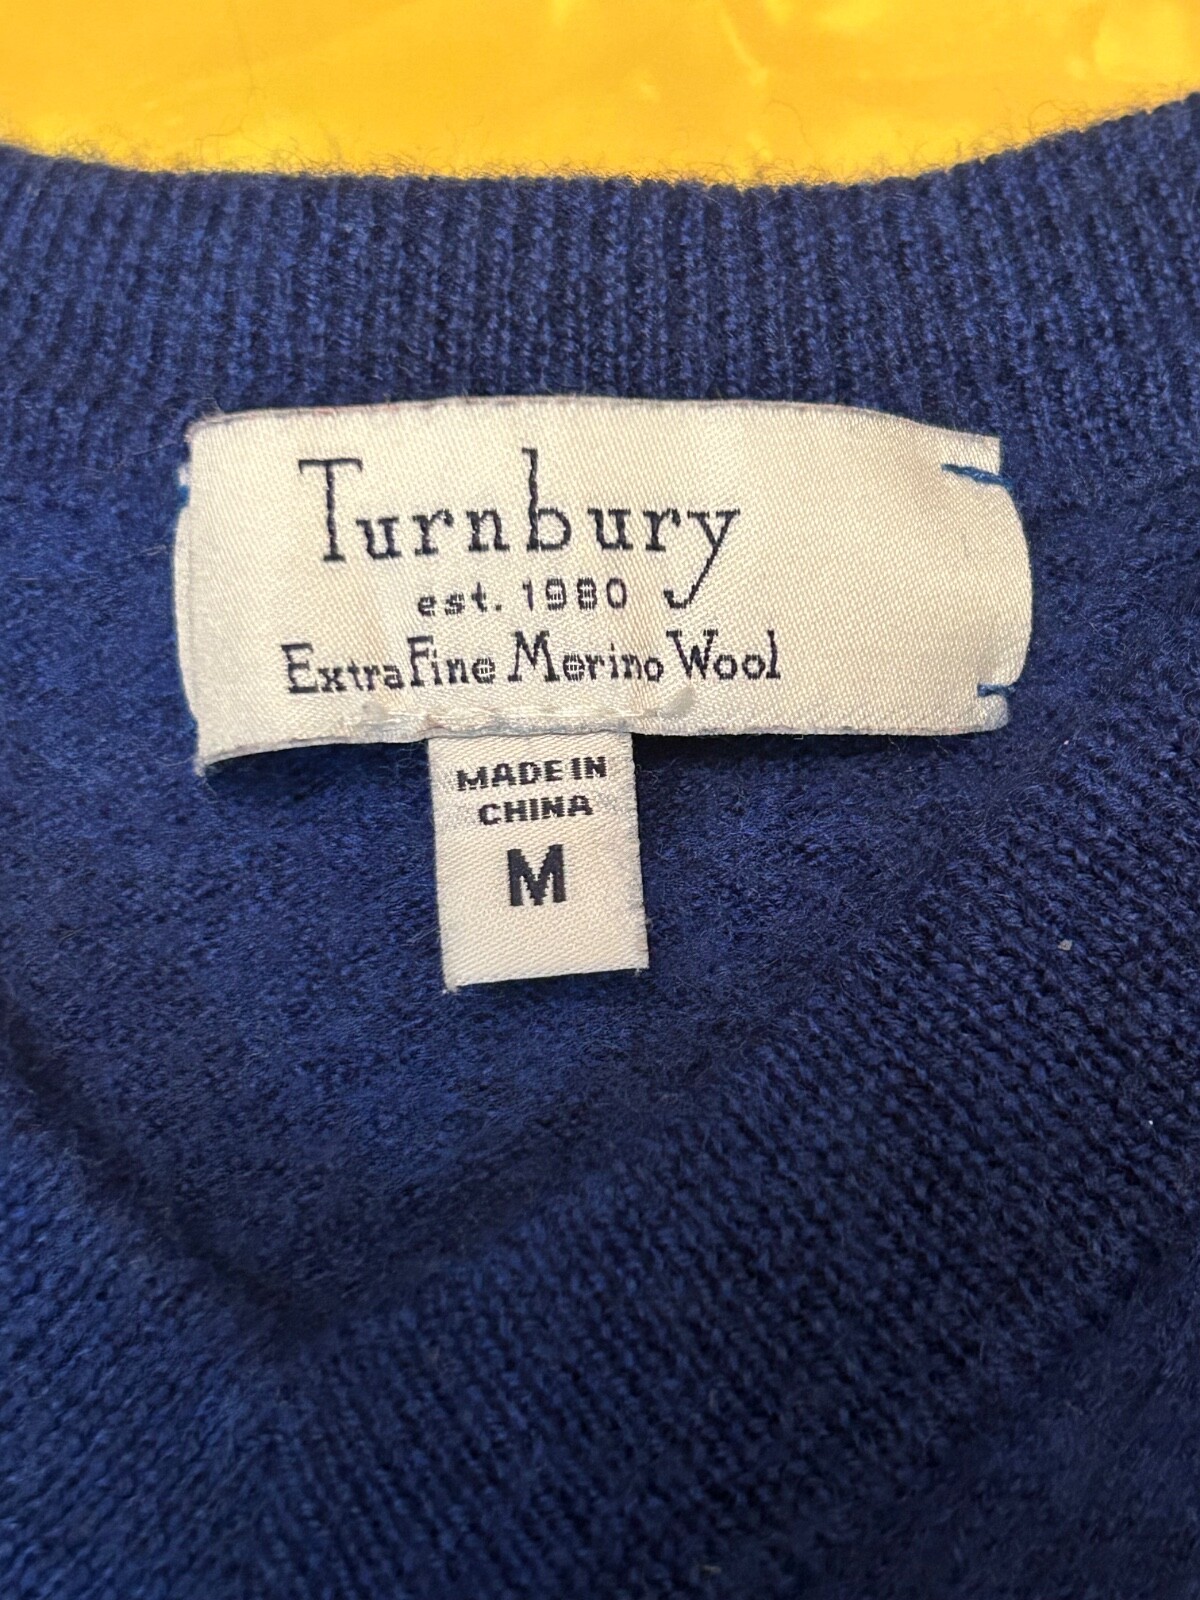 Turnbury
est. 1980
Extra Fine Merino Wool
MADE IN
CHINA
M